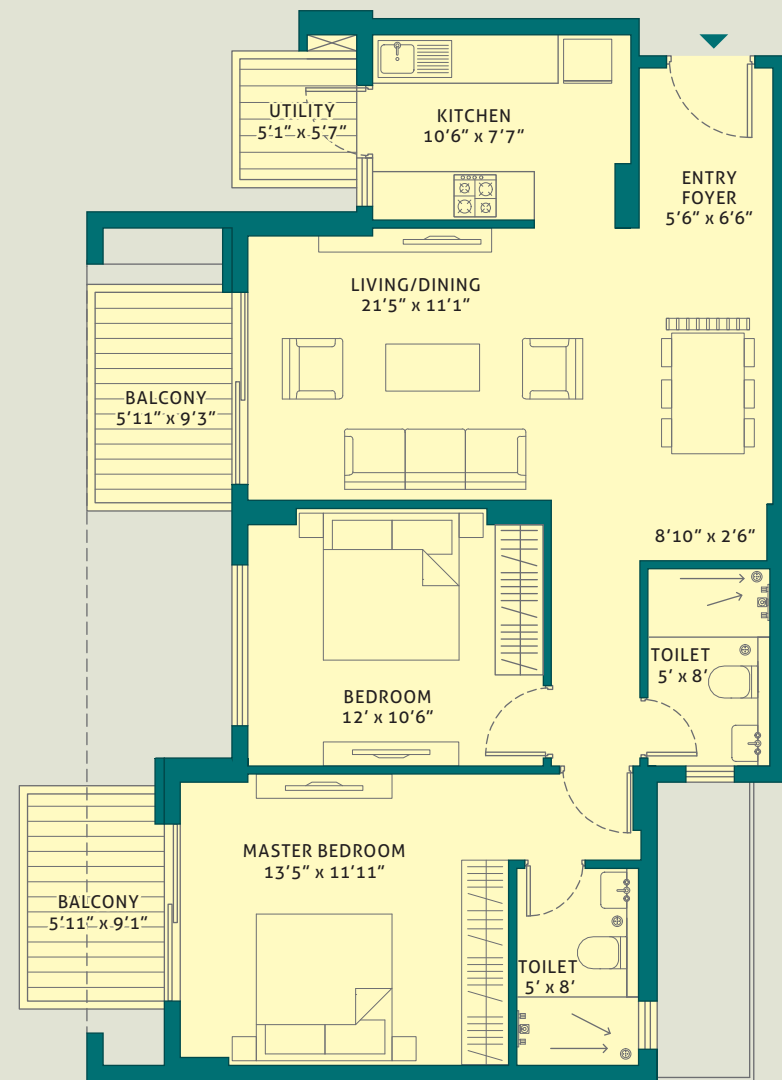 UTILITY
5'1" x 5'7"
KITCHEN
10'6" x 7'7"
ENTRY
FOYER
5'6" x 6'6"
LIVING/DINING
21'5" x 11'1"
BALCONY
5'11" x 9'3"
8'10" x 2'6"
TOILET
5' x 8'
BEDROOM
12' x 10'6"
MASTER BEDROOM
13'5" x 11'11"
BALCONY
5'11" x 9'1"
TOILET
5' x 8'